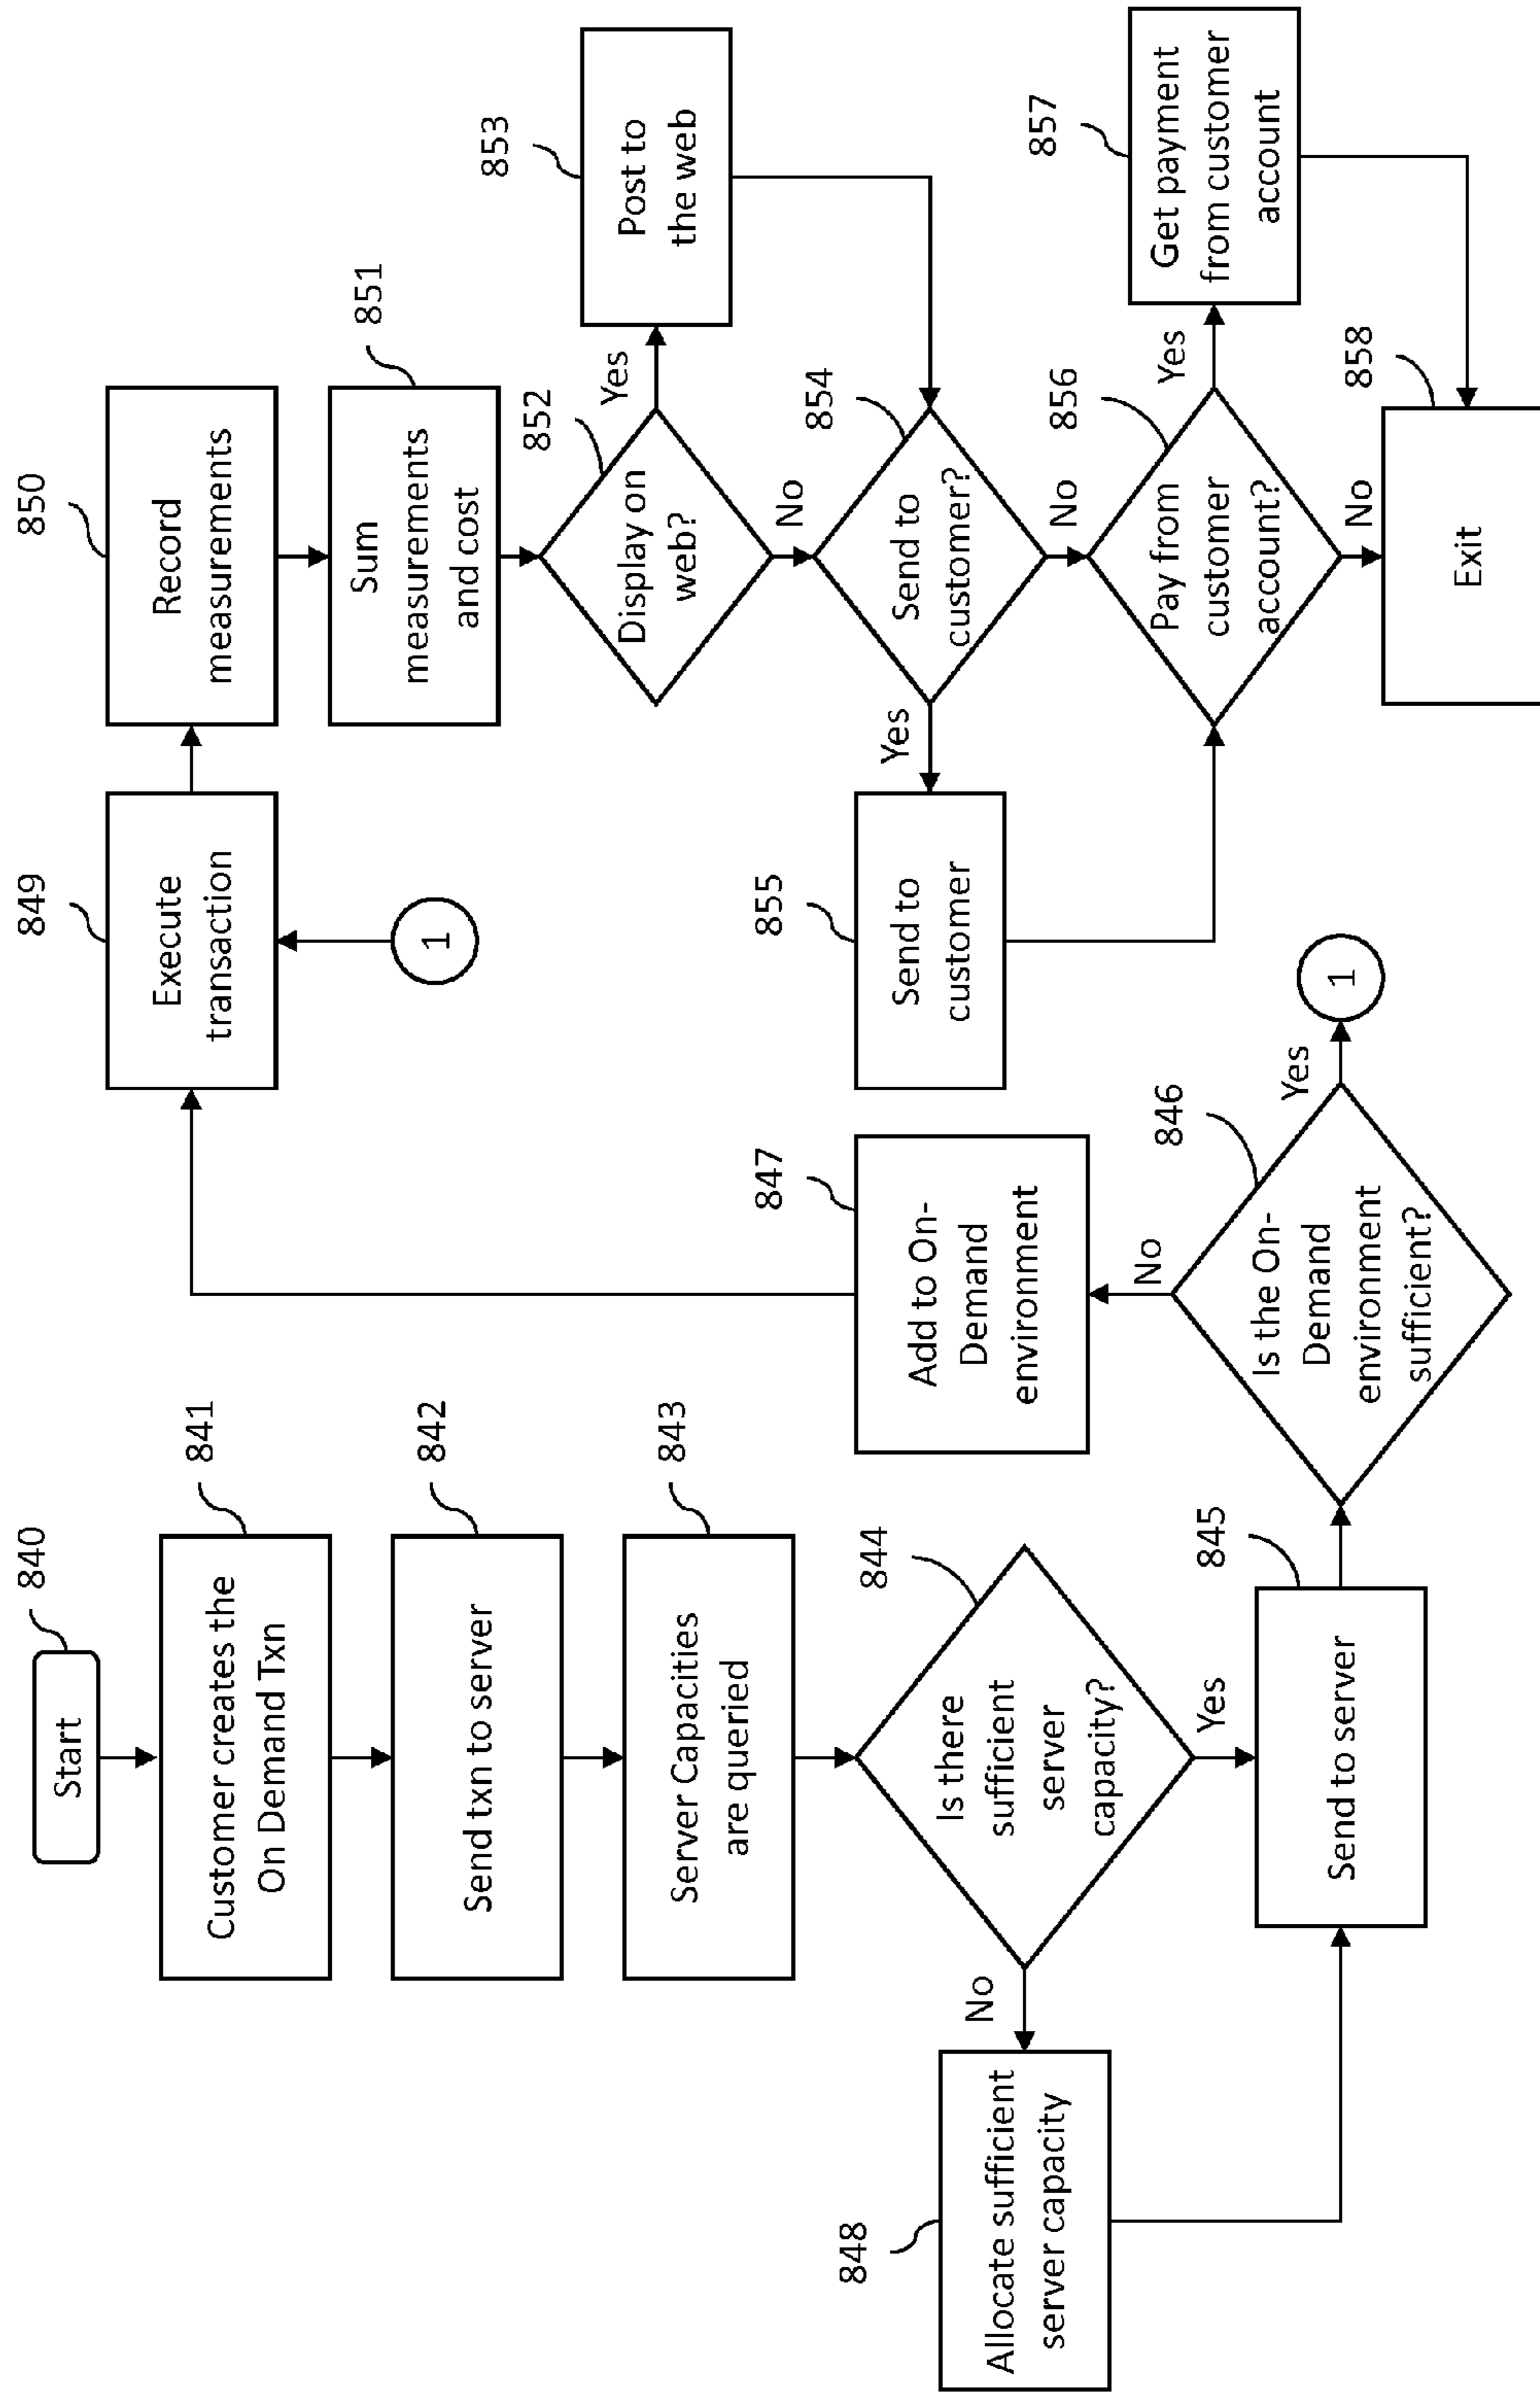 840
Start
841
Customer creates the
On Demand Txn
842
Send txn to server
843
Server Capacities
are queried
844
Is there
sufficient
server
capacity?
No
Yes
848
Allocate sufficient
server capacity
845
Send to server
846
Is the On-
Demand
environment
sufficient?
No
Yes
1
847
Add to On-
Demand
environment
849
Execute
transaction
1
850
Record
measurements
851
Sum
measurements
and cost
852
Display on
web?
Yes
No
853
Post to
the web
854
Send to
customer?
Yes
No
855
Send to
customer
856
Pay from
customer
account?
Yes
No
857
Get payment
from customer
account
858
Exit